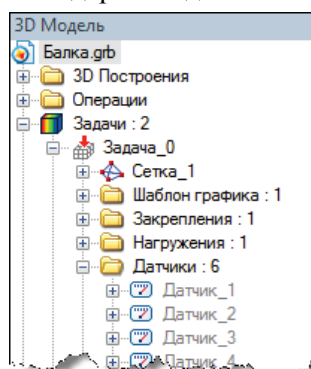 3D Модель
Балка.grb
3D Построения
Операции
Задачи : 2
Задача_0
Сетка_1
Шаблон графика : 1
Закрепления : 1
Нагружения : 1
Датчики : 6
Датчик_1
Датчик_2
Датчик_3
Датчик_4